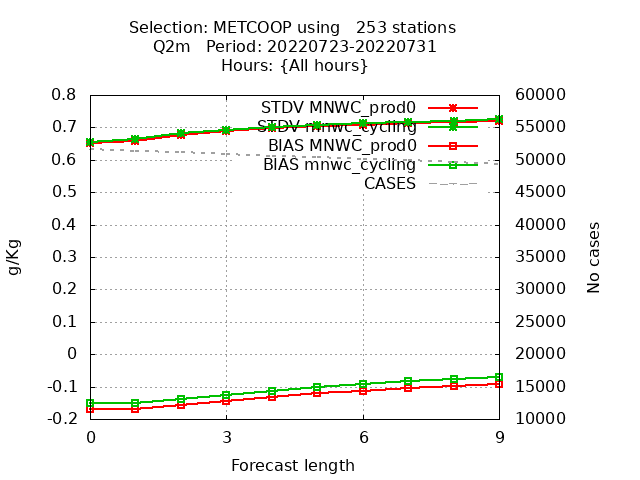 Selection: METCOOP using   253 stations
Q2m   Period: 20220723-20220731
Hours: {All hours}
0.8
0.7
0.6
0.5
0.4
0.3
0.2
0.1
0
-0.1
-0.2
g/Kg
STDV MNWC_prod0
STDV mnwc_cycling
BIAS MNWC_prod0
BIAS mnwc_cycling
CASES
60000
55000
50000
45000
40000
35000
30000
25000
20000
15000
10000
No cases
0 3 6 9
Forecast length